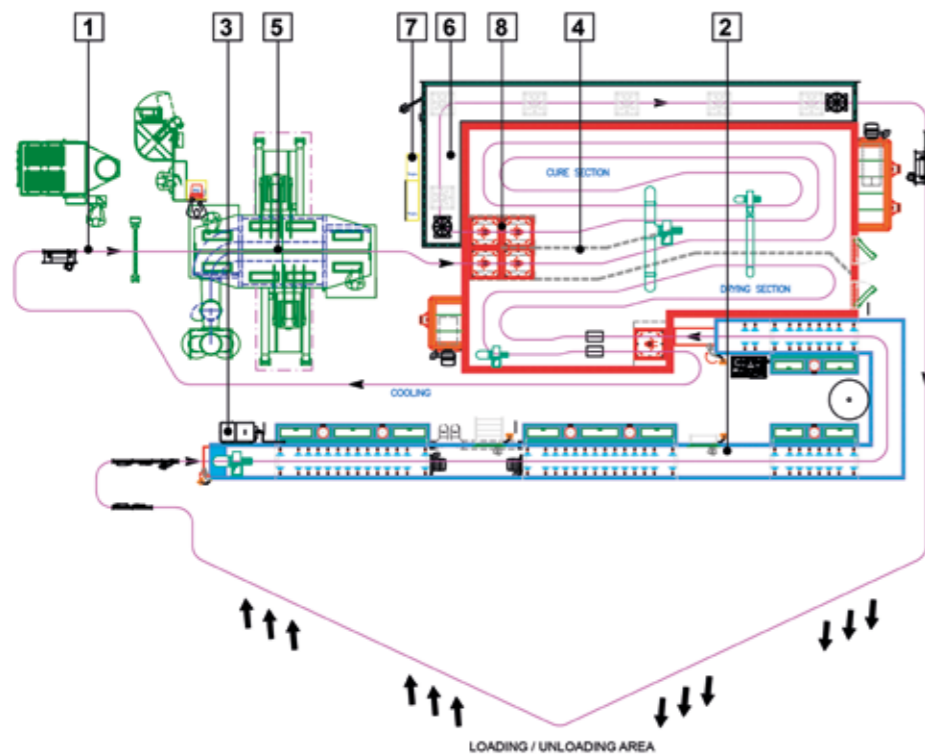 1 3 5 7 6 8 4 2
CURE SECTION
DRYING SECTION
COOLING
LOADING / UNLOADING AREA